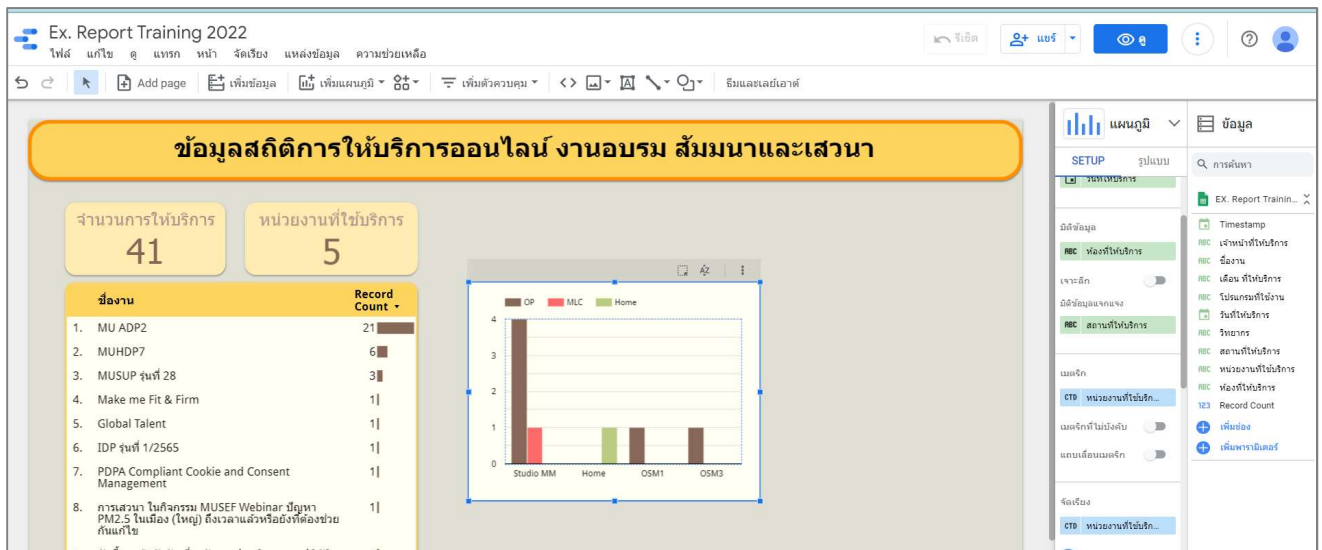 Ex. Report Training 2022
ไฟล์ แก้ไข ดู แทรก หน้า จัดเรียง แหล่งข้อมูล ความช่วยเหลือ
รีเซ็ต
แชร์
ดู
Add page
เพิ่มข้อมูล
เพิ่มแผนภูมิ
เพิ่มตัวควบคุม
ธีมและเลย์เอาต์
ข้อมูลสถิติการให้บริการออนไลน์ งานอบรม สัมมนาและเสวนา
จำนวนการให้บริการ
41
หน่วยงานที่ใช้บริการ
5
ชื่องาน Record Count
1. MU ADP2 21
2. MUHDP7 6
3. MUSUP รุ่นที่ 28 3
4. Make me Fit & Firm 1
5. Global Talent 1
6. IDP รุ่นที่ 1/2565 1
7. PDPA Compliant Cookie and Consent 1
Management
8. การเสวนา ในกิจกรรม MUSEF Webinar ปัญหา 1
PM2.5 ในเมือง (ใหญ่) ถึงเวลาแล้วหรือยังที่ต้องช่วย
กันแก้ไข
OP MLC Home
4
3
2
1
0
Studio MM Home OSM1 OSM3
แผนภูมิ
SETUP รูปแบบ
วันที่ให้บริการ
มิติข้อมูล
ABC ห้องที่ให้บริการ
เจาะลึก
มิติข้อมูลแจกแจง
ABC สถานที่ให้บริการ
เมตริก
CTD หน่วยงานที่ใช้บริก...
เมตริกที่ไม่บังคับ
แถบเลื่อนเมตริก
จัดเรียง
CTD หน่วยงานที่ใช้บริก...
ข้อมูล
การค้นหา
EX. Report Trainin...
Timestamp
ABC เจ้าหน้าที่ให้บริการ
ABC ชื่องาน
ABC เดือน ที่ให้บริการ
ABC โปรแกรมที่ใช้งาน
วันที่ให้บริการ
ABC วิทยากร
ABC สถานที่ให้บริการ
ABC หน่วยงานที่ใช้บริการ
ABC ห้องที่ให้บริการ
123 Record Count
เพิ่มช่อง
เพิ่มพารามิเตอร์